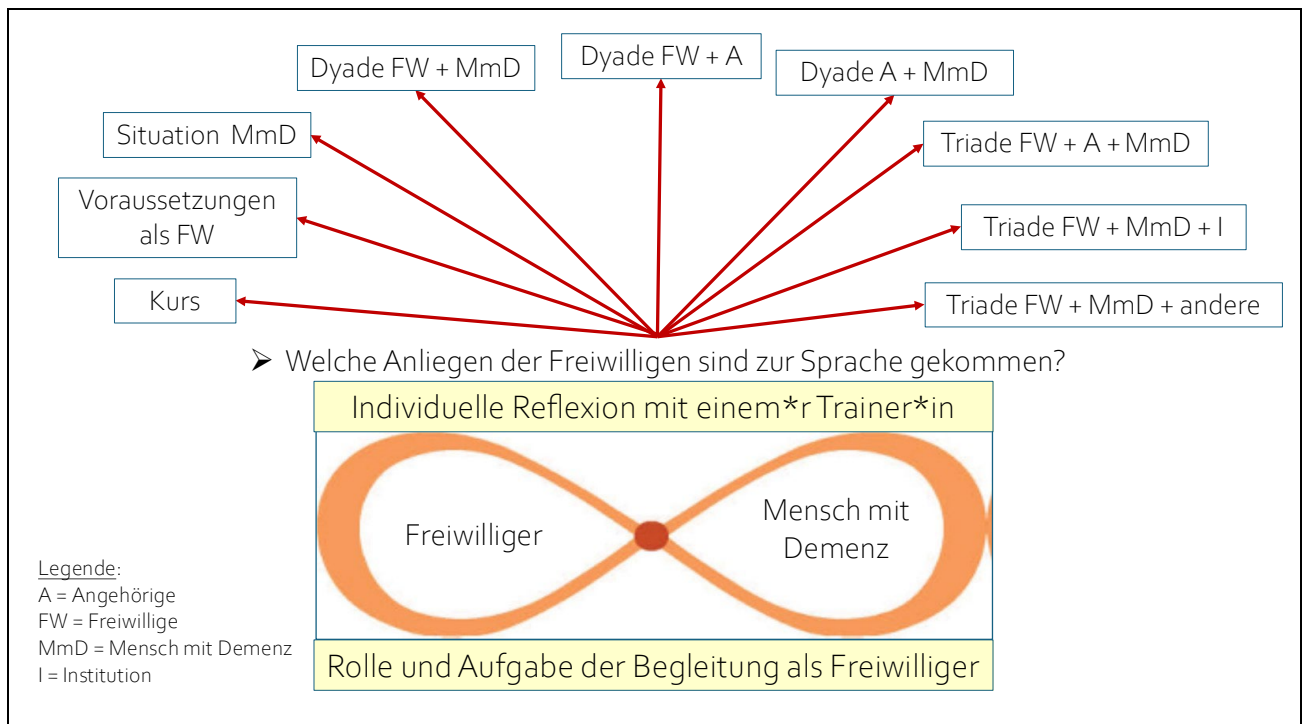 Dyade FW + MmD
Dyade FW + A
Dyade A + MmD
Situation MmD
Triade FW + A + MmD
Voraussetzungen
als FW
Triade FW + MmD + I
Kurs
Triade FW + MmD + andere
➢ Welche Anliegen der Freiwilligen sind zur Sprache gekommen?
Individuelle Reflexion mit einem*r Trainer*in
Freiwilliger
Mensch mit
Demenz
Legende:
A = Angehörige
FW = Freiwillige
MmD = Mensch mit Demenz
I = Institution
Rolle und Aufgabe der Begleitung als Freiwilliger